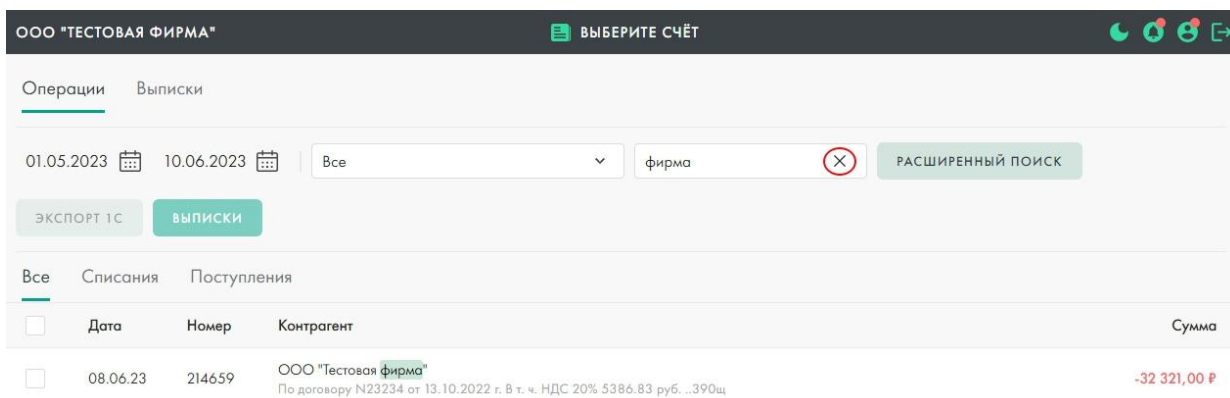 ООО "ТЕСТОВАЯ ФИРМА" ВЫБЕРИТЕ СЧЁТ
Операции Выписки
01.05.2023 10.06.2023 Все фирма РАСШИРЕННЫЙ ПОИСК
ЭКСПОРТ 1С ВЫПИСКИ
Все Списания Поступления
Дата Номер Контрагент Сумма
08.06.23 214659 ООО "Тестовая фирма" -32 321,00 ₽
По договору N23234 от 13.10.2022 г. В т. ч. НДС 20% 5386.83 руб. ..390щ